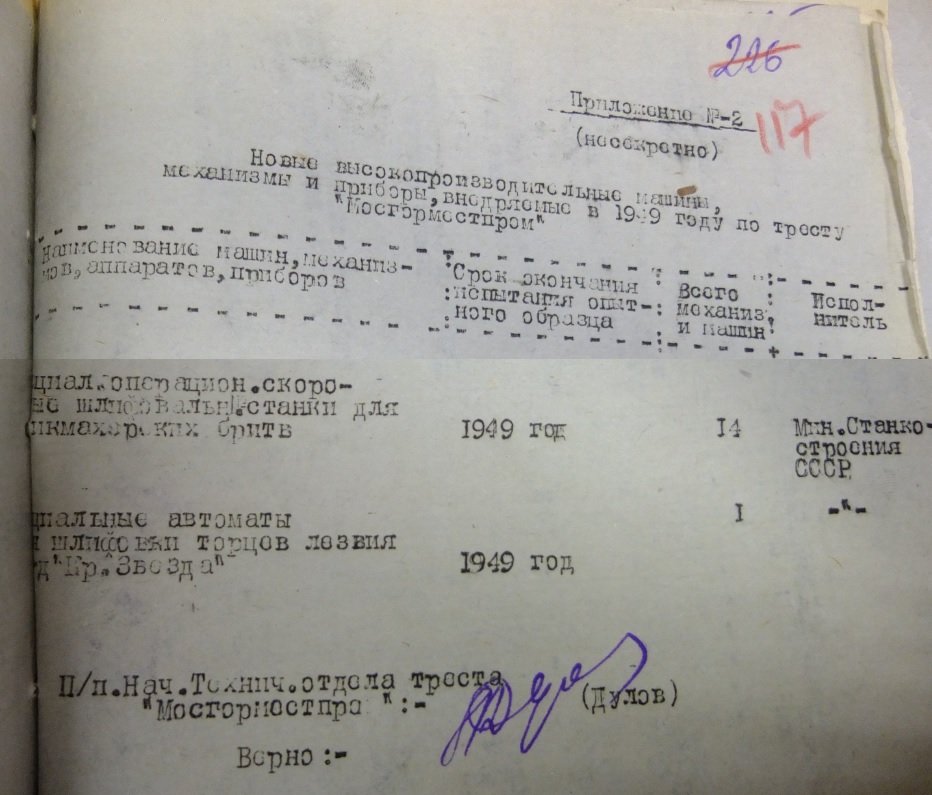 226
Приложение №-2
117
(несекретно)
Новые высокопроизводительные машины,
механизмы и приборы, внедряемые в 1949 году по тресту
"Мосгорместпром"
Наименование машин, механиз-
мов, аппаратов, приборов
Срок окончания
испытания опыт-
ного образца
Всего
механиз.
и машин
Испол-
нитель
циал.операцион.скоро-
ые шлифовальн.станки для
икмахерских бритв
1949 год
14
Мин.Станко-
строения
СССР
циальные автоматы
шлифовки торцов лезвия
д"Кр.Звезда"
1949 год
I
-"-
П/п.Нач.Технич.отдела треста
"Мосгорместпро ":-
(Дулов)
Верно:-